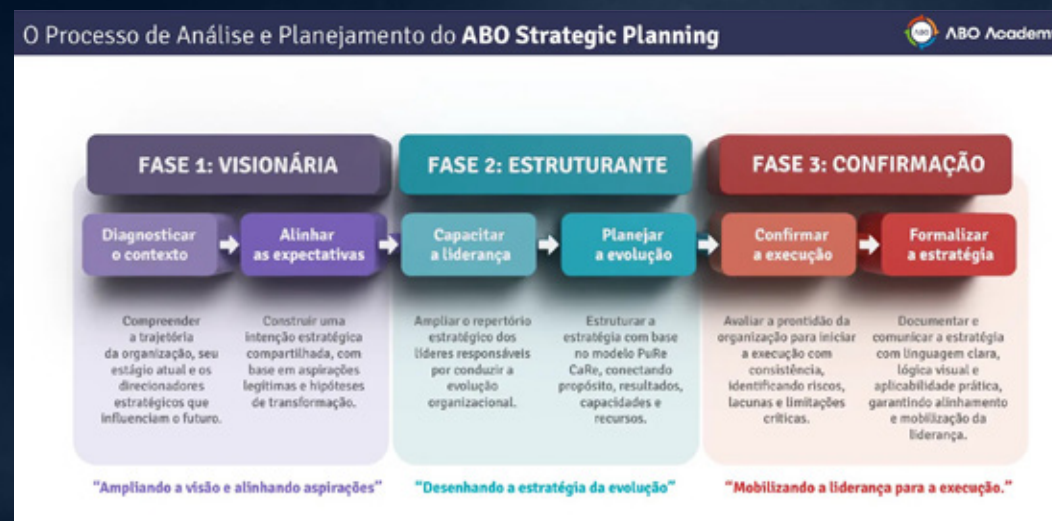 O Processo de Análise e Planejamento do ABO Strategic Planning
ABO
ABO Academ
FASE 1: VISIONÁRIA
FASE 2: ESTRUTURANTE
FASE 3: CONFIRMAÇÃO
Diagnosticar
o contexto
Alinhar
as expectativas
Capacitar
a liderança
Planejar
a evolução
Confirmar
a execução
Formalizar
a estratégia
Compreender
a trajetória
da organização, seu
estágio atual e os
direcionadores
estratégicos que
influenciam o futuro.
Construir uma
intenção estratégica
compartilhada, com
base em aspirações
legítimas e hipóteses
de transformação.
Ampliar o repertório
estratégico dos
líderes responsáveis
por conduzir a
evolução
organizacional.
Estruturar a
estratégia com base
no modelo PuRe
CaRe, conectando
propósito, resultados,
capacidades e
recursos.
Avaliar a prontidão da
organização para iniciar
a execução com
consistência,
identificando riscos,
lacunas e limitações
críticas.
Documentar e
comunicar a estratégia
com linguagem clara,
lógica visual e
aplicabilidade prática,
garantindo alinhamento
e mobilização da
liderança.
"Ampliando a visão e alinhando aspirações"
"Desenhando a estratégia da evolução"
"Mobilizando a liderança para a execução."